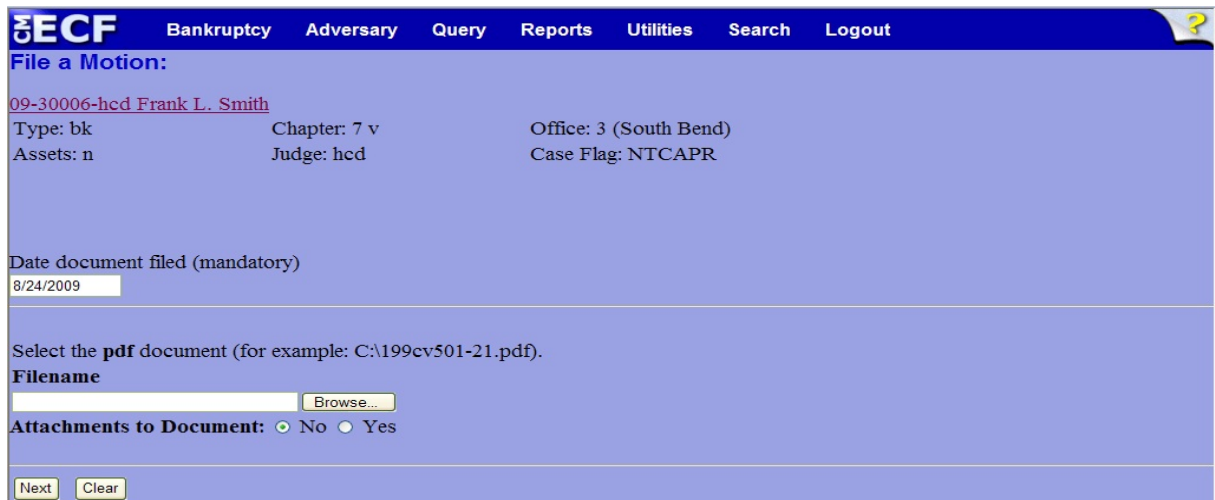 CM ECF Bankruptcy Adversary Query Reports Utilities Search Logout ?
File a Motion:
09-30006-hcd Frank L. Smith
Type: bk Chapter: 7 v Office: 3 (South Bend)
Assets: n Judge: hcd Case Flag: NTCAPR
Date document filed (mandatory)
8/24/2009
Select the pdf document (for example: C:\199cv501-21.pdf).
Filename
Browse...
Attachments to Document: No Yes
Next Clear